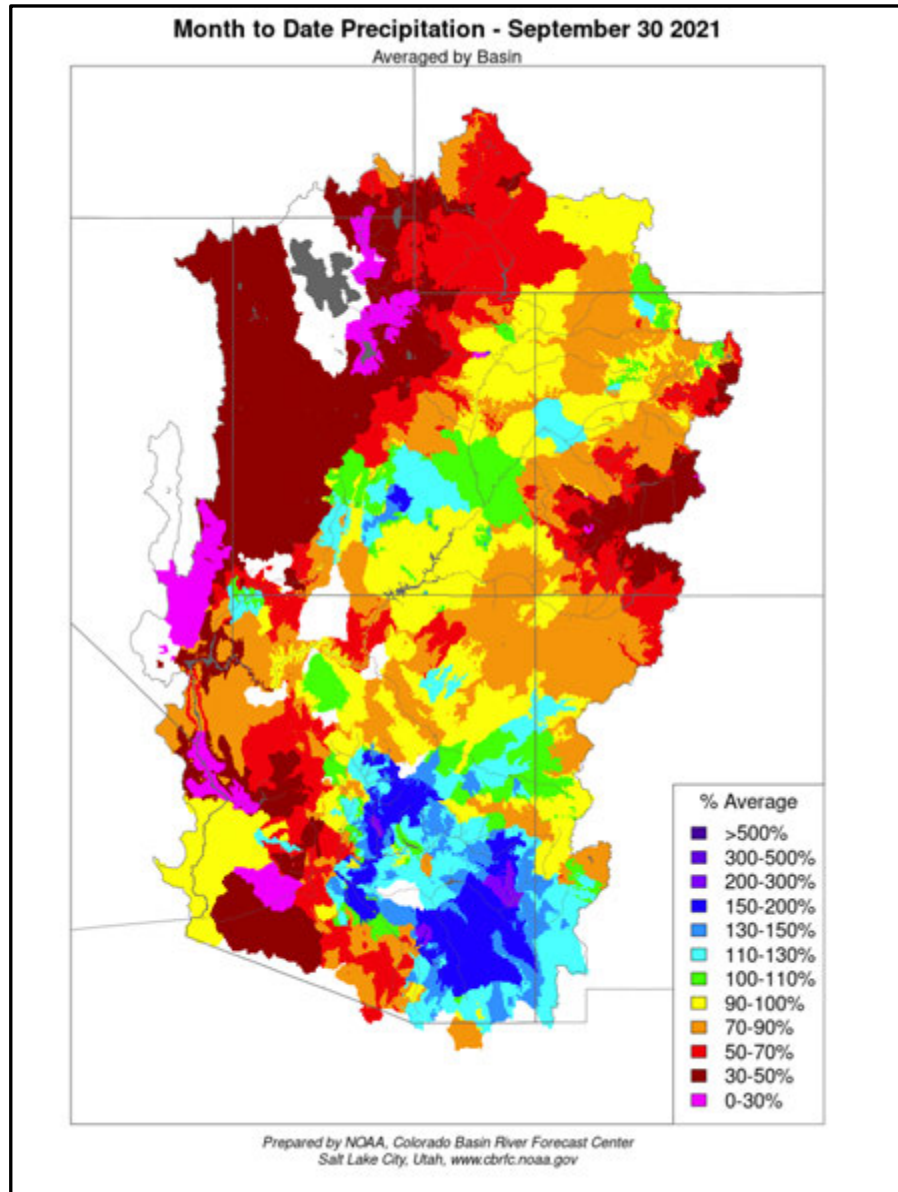 Month to Date Precipitation - September 30 2021
Averaged by Basin
% Average
>500%
300-500%
200-300%
150-200%
130-150%
110-130%
100-110%
90-100%
70-90%
50-70%
30-50%
0-30%
Prepared by NOAA, Colorado Basin River Forecast Center
Salt Lake City, Utah, www.cbrfc.noaa.gov